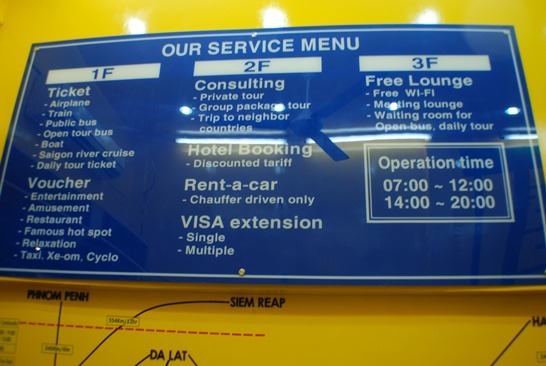 OUR SERVICE MENU
1F
Ticket
- Airplane
- Train
- Public bus
- Open tour bus
- Boat
- Saigon river cruise
- Daily tour ticket
Voucher
- Entertainment
- Amusement
- Restaurant
- Famous hot spot
- Relaxation
- Taxi, Xe-om, Cyclo
2F
Consulting
- Private tour
- Group package tour
- Trip to neighbor
countries
Hotel Booking
- Discounted tariff
Rent-a-car
- Chauffer driven only
VISA extension
- Single
- Multiple
3F
Free Lounge
- Free WI-FI
- Meeting lounge
- Waiting room for
Open bus, daily tour
Operation time
07:00 ~ 12:00
14:00 ~ 20:00
PHNOM PENH
SIEM REAP
DA LAT